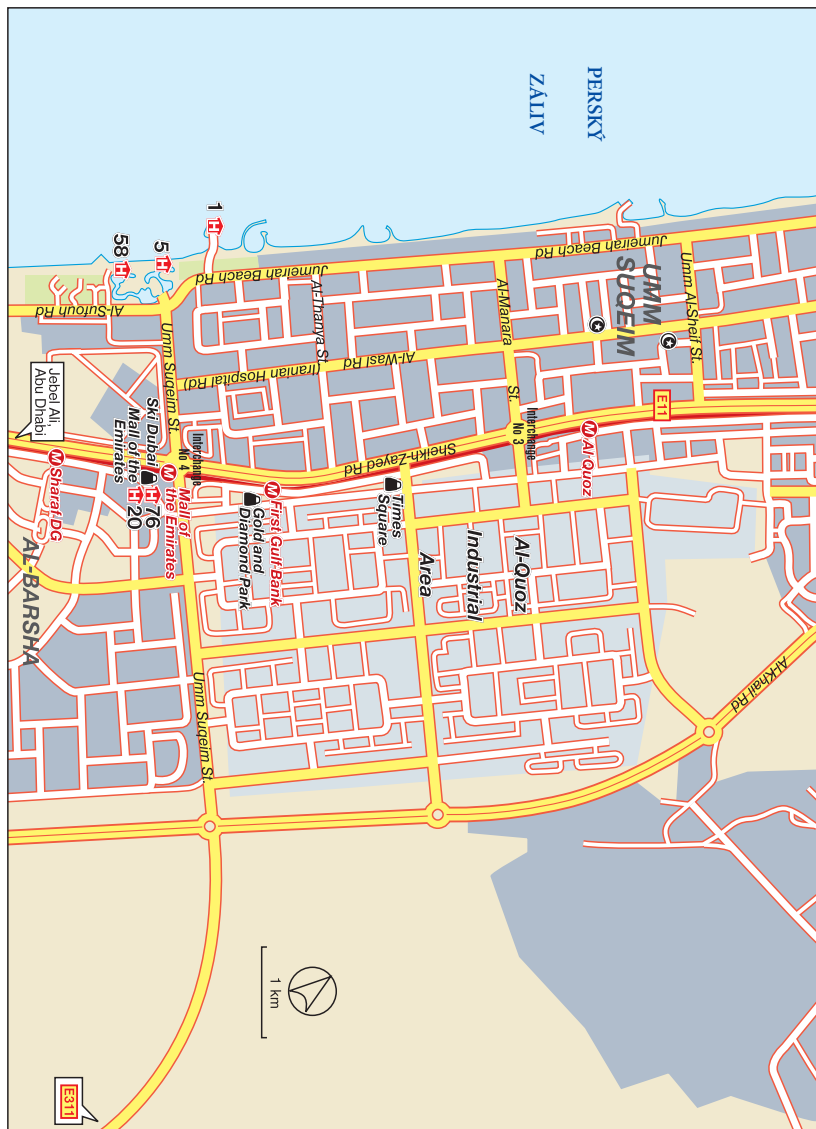 PERSKÝ
ZÁLIV
UMM
SUQEIM
Umm Al-Sheif St.
Jumeirah Beach Rd
Jumeirah Beach Rd
1
5
58
Al-Sufouh Rd
Al-Thanya St.
Al-Manara
St.
Al-Wasl Rd
(Iranian Hospital Rd)
Umm Suqeim St.
E11
Interchange
No 3
M Al-Quoz
Sheikh-Zayed Rd
Interchange
No 4
Jebel Ali,
Abu Dhabi
Ski Dubai
Mall of the
Emirates
M Mall of
the Emirates
M Sharaf DG
H 76
H 20
M First Gulf-Bank
Gold and
Diamond-Park
Times
Square
Al-Quoz
Industrial
Area
AL-BARSHA
Umm Suqeim St.
Al-Khail Rd
1 km
E311